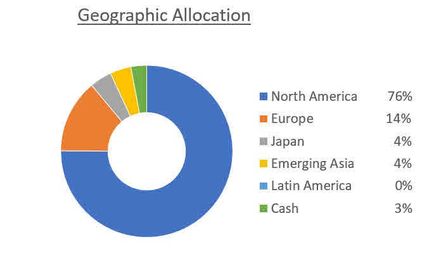 Geographic Allocation
North America 76%
Europe 14%
Japan 4%
Emerging Asia 4%
Latin America 0%
Cash 3%